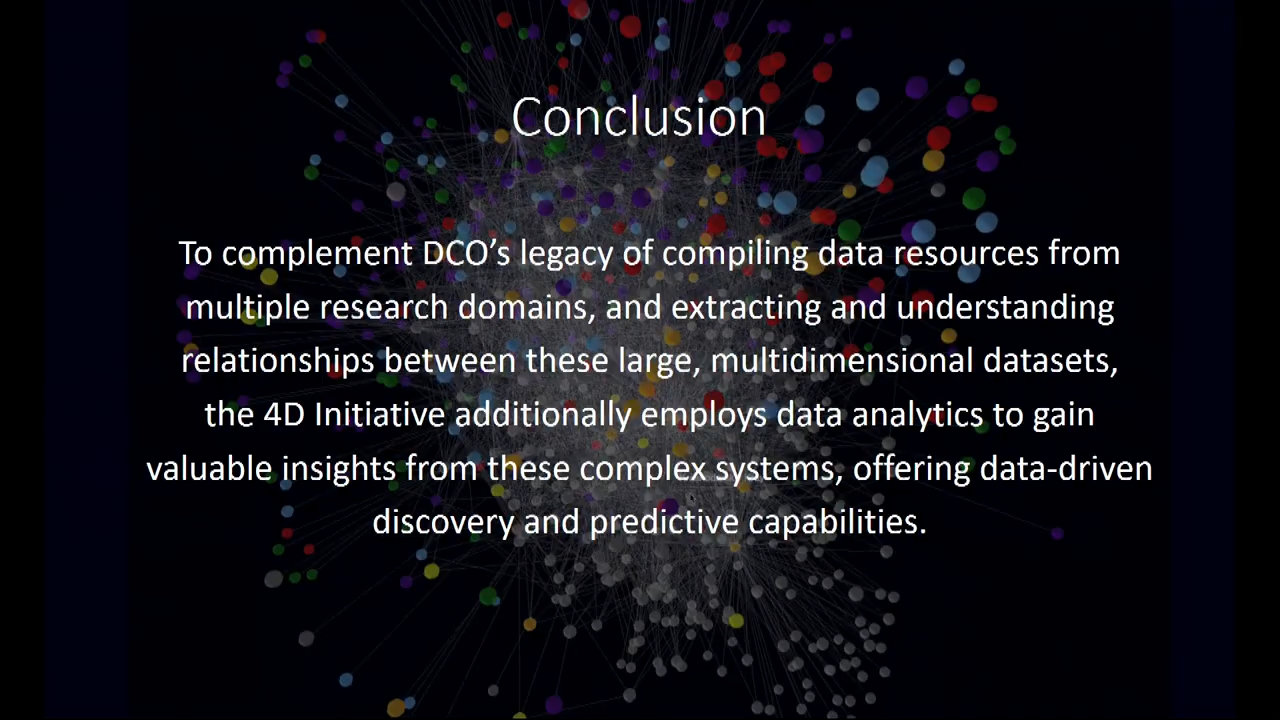 Conclusion
To complement DCO’s legacy of compiling data resources from
multiple research domains, and extracting and understanding
relationships between these large, multidimensional datasets,
the 4D Initiative additionally employs data analytics to gain
valuable insights from these complex systems, offering data-driven
discovery and predictive capabilities.